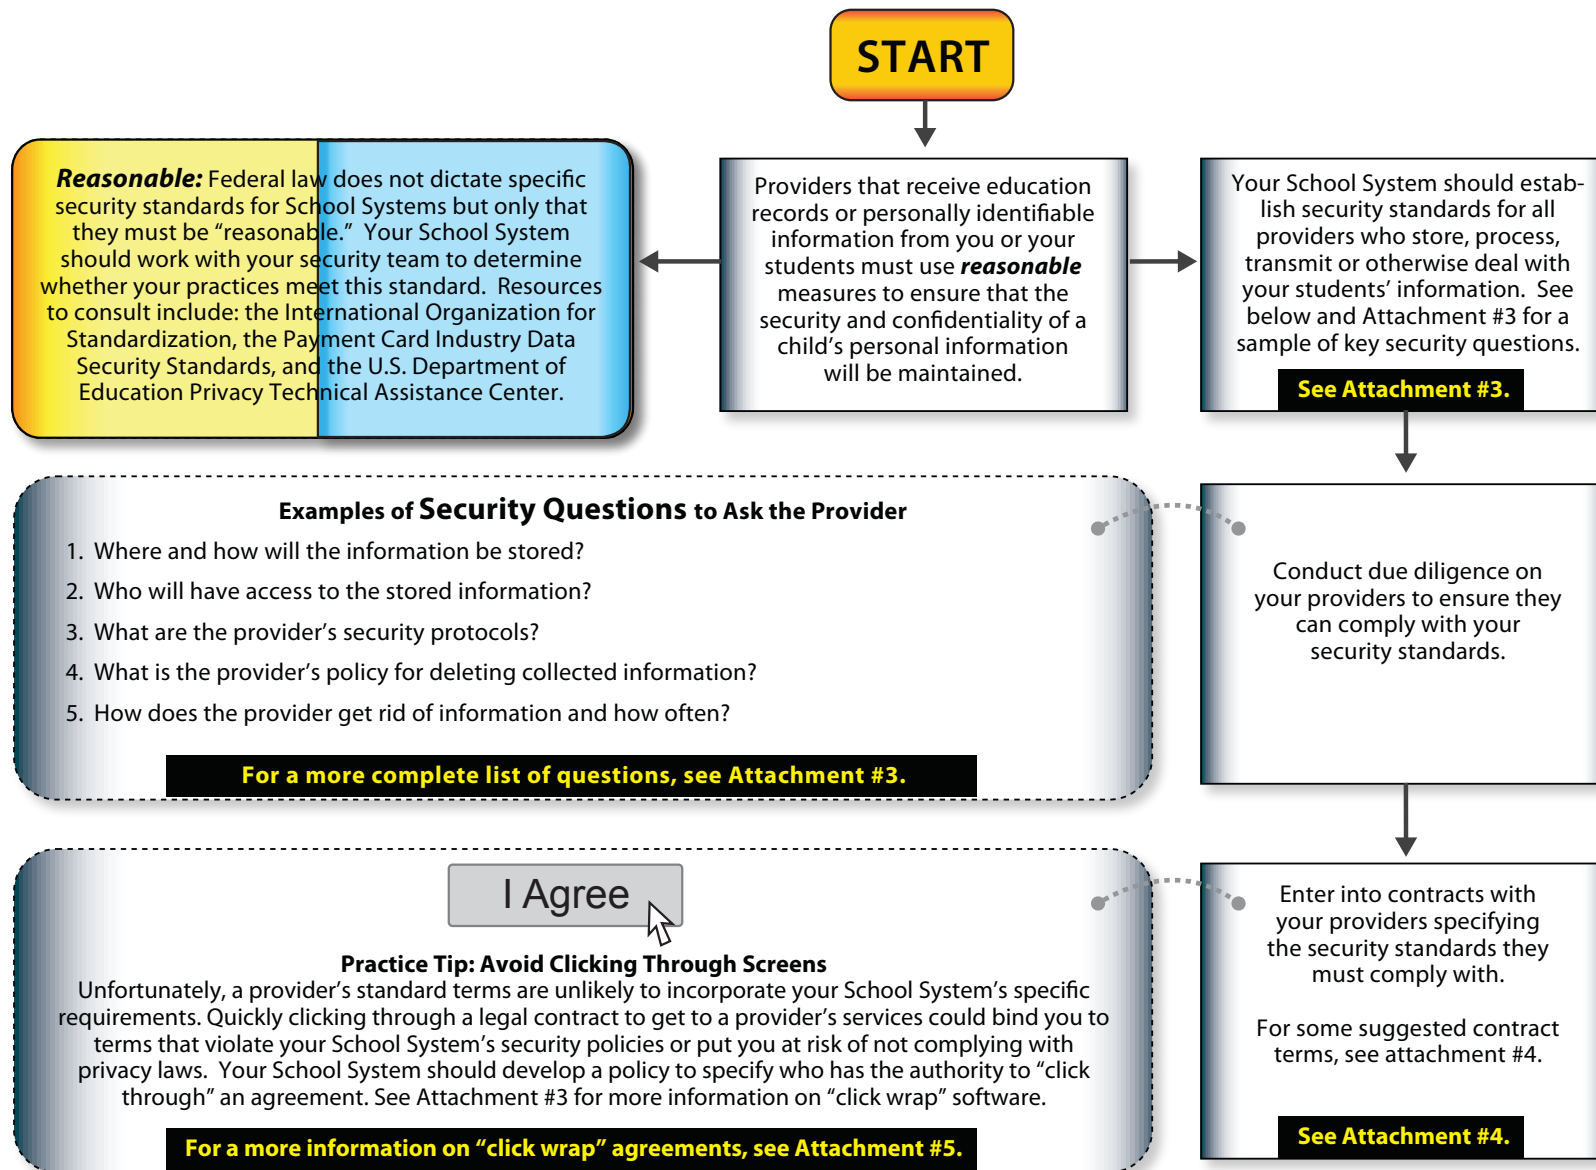 START
Reasonable: Federal law does not dictate specific
security standards for School Systems but only that
they must be “reasonable.”  Your School System
should work with your security team to determine
whether your practices meet this standard.  Resources
to consult include: the International Organization for
Standardization, the Payment Card Industry Data
Security Standards, and the U.S. Department of
Education Privacy Technical Assistance Center.
Providers that receive education
records or personally identifiable
information from you or your
students must use reasonable
measures to ensure that the
security and confidentiality of a
child’s personal information
will be maintained.
Your School System should estab-
lish security standards for all
providers who store, process,
transmit or otherwise deal with
your students’ information.  See
below and Attachment #3 for a
sample of key security questions.
See Attachment #3.
Examples of Security Questions to Ask the Provider
1. Where and how will the information be stored?
2. Who will have access to the stored information?
3. What are the provider’s security protocols?
4. What is the provider’s policy for deleting collected information?
5. How does the provider get rid of information and how often?
For a more complete list of questions, see Attachment #3.
Conduct due diligence on
your providers to ensure they
can comply with your
security standards.
I Agree
Practice Tip: Avoid Clicking Through Screens
Unfortunately, a provider’s standard terms are unlikely to incorporate your School System’s specific
requirements. Quickly clicking through a legal contract to get to a provider’s services could bind you to
terms that violate your School System’s security policies or put you at risk of not complying with
privacy laws.  Your School System should develop a policy to specify who has the authority to “click
through” an agreement. See Attachment #3 for more information on “click wrap” software.
For a more information on “click wrap” agreements, see Attachment #5.
Enter into contracts with
your providers specifying
the security standards they
must comply with.
For some suggested contract
terms, see attachment #4.
See Attachment #4.